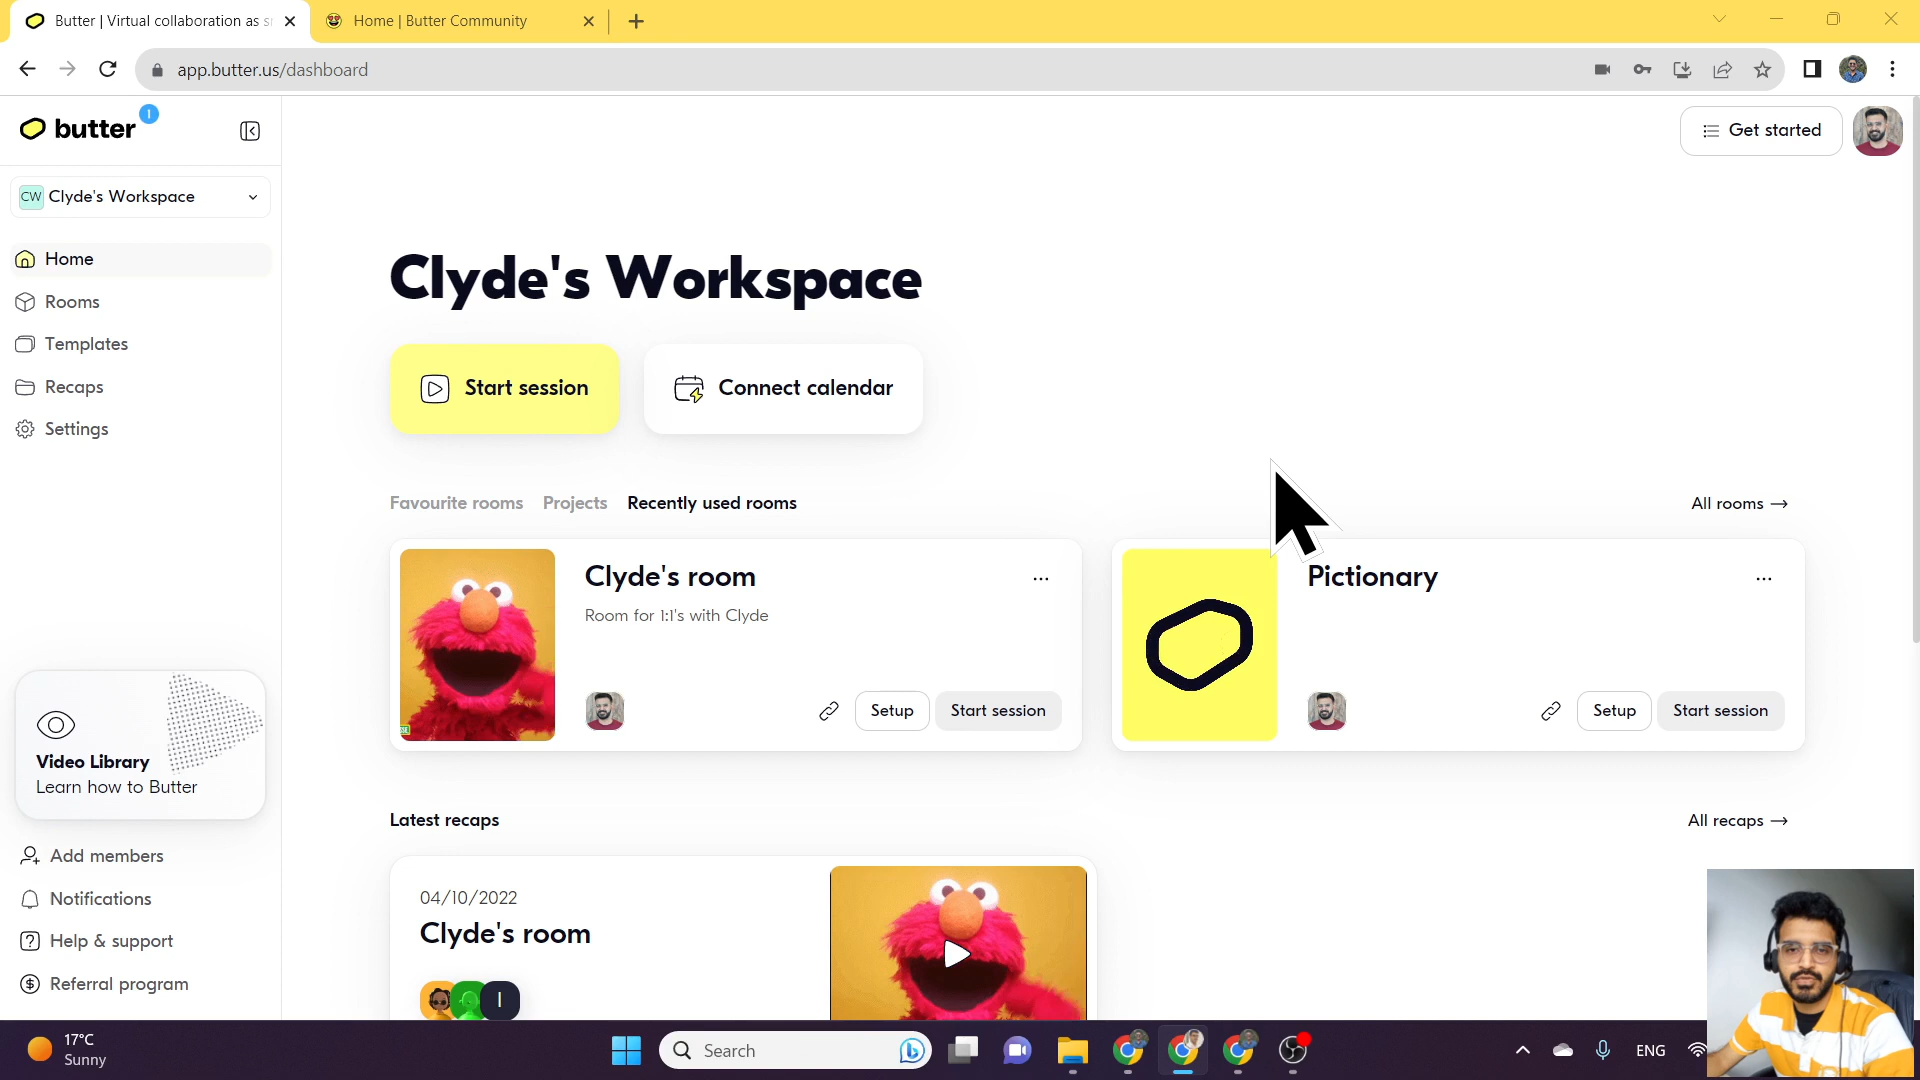 Butter | Virtual collaboration as s
Home | Butter Community
app.butter.us/dashboard
butter
1
Get started
CW Clyde's Workspace
Home
Rooms
Templates
Recaps
Settings
Clyde's Workspace
Start session
Connect calendar
Favourite rooms Projects Recently used rooms
All rooms →
Clyde's room
...
Room for 1:1's with Clyde
Setup
Start session
Pictionary
...
Setup
Start session
Video Library
Learn how to Butter
Latest recaps
All recaps →
04/10/2022
Clyde's room
I
Add members
Notifications
Help & support
Referral program
17°C
Sunny
Search
ENG